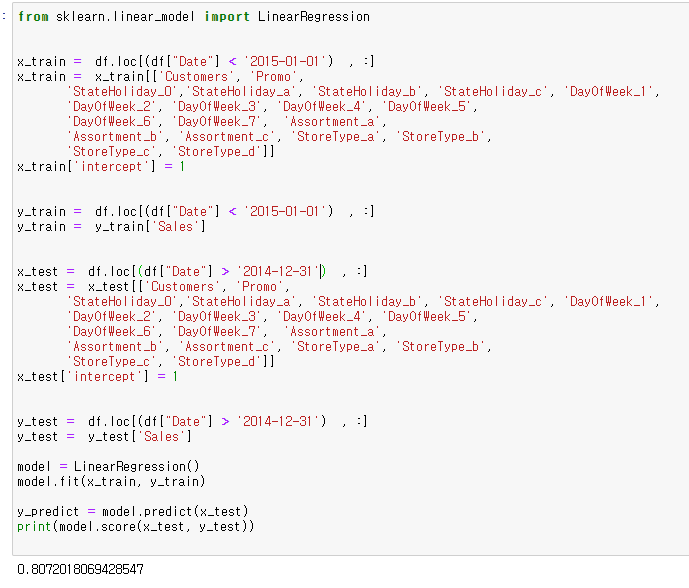 :
from sklearn.linear_model import LinearRegression
x_train =  df.loc[(df["Date"] < '2015-01-01')  , :]
x_train =  x_train[['Customers', 'Promo',
'StateHoliday_0','StateHoliday_a', 'StateHoliday_b', 'StateHoliday_c', 'DayOfWeek_1',
'DayOfWeek_2', 'DayOfWeek_3', 'DayOfWeek_4', 'DayOfWeek_5',
'DayOfWeek_6', 'DayOfWeek_7',  'Assortment_a',
'Assortment_b', 'Assortment_c', 'StoreType_a', 'StoreType_b',
'StoreType_c', 'StoreType_d']]
x_train['intercept'] = 1
y_train =  df.loc[(df["Date"] < '2015-01-01')  , :]
y_train =  y_train['Sales']
x_test =  df.loc[(df["Date"] > '2014-12-31')  , :]
x_test =  x_test[['Customers', 'Promo',
'StateHoliday_0','StateHoliday_a', 'StateHoliday_b', 'StateHoliday_c', 'DayOfWeek_1',
'DayOfWeek_2', 'DayOfWeek_3', 'DayOfWeek_4', 'DayOfWeek_5',
'DayOfWeek_6', 'DayOfWeek_7',  'Assortment_a',
'Assortment_b', 'Assortment_c', 'StoreType_a', 'StoreType_b',
'StoreType_c', 'StoreType_d']]
x_test['intercept'] = 1
y_test =  df.loc[(df["Date"] > '2014-12-31')  , :]
y_test =  y_test['Sales']
model = LinearRegression()
model.fit(x_train, y_train)
y_predict = model.predict(x_test)
print(model.score(x_test, y_test))
0.8072018069428547